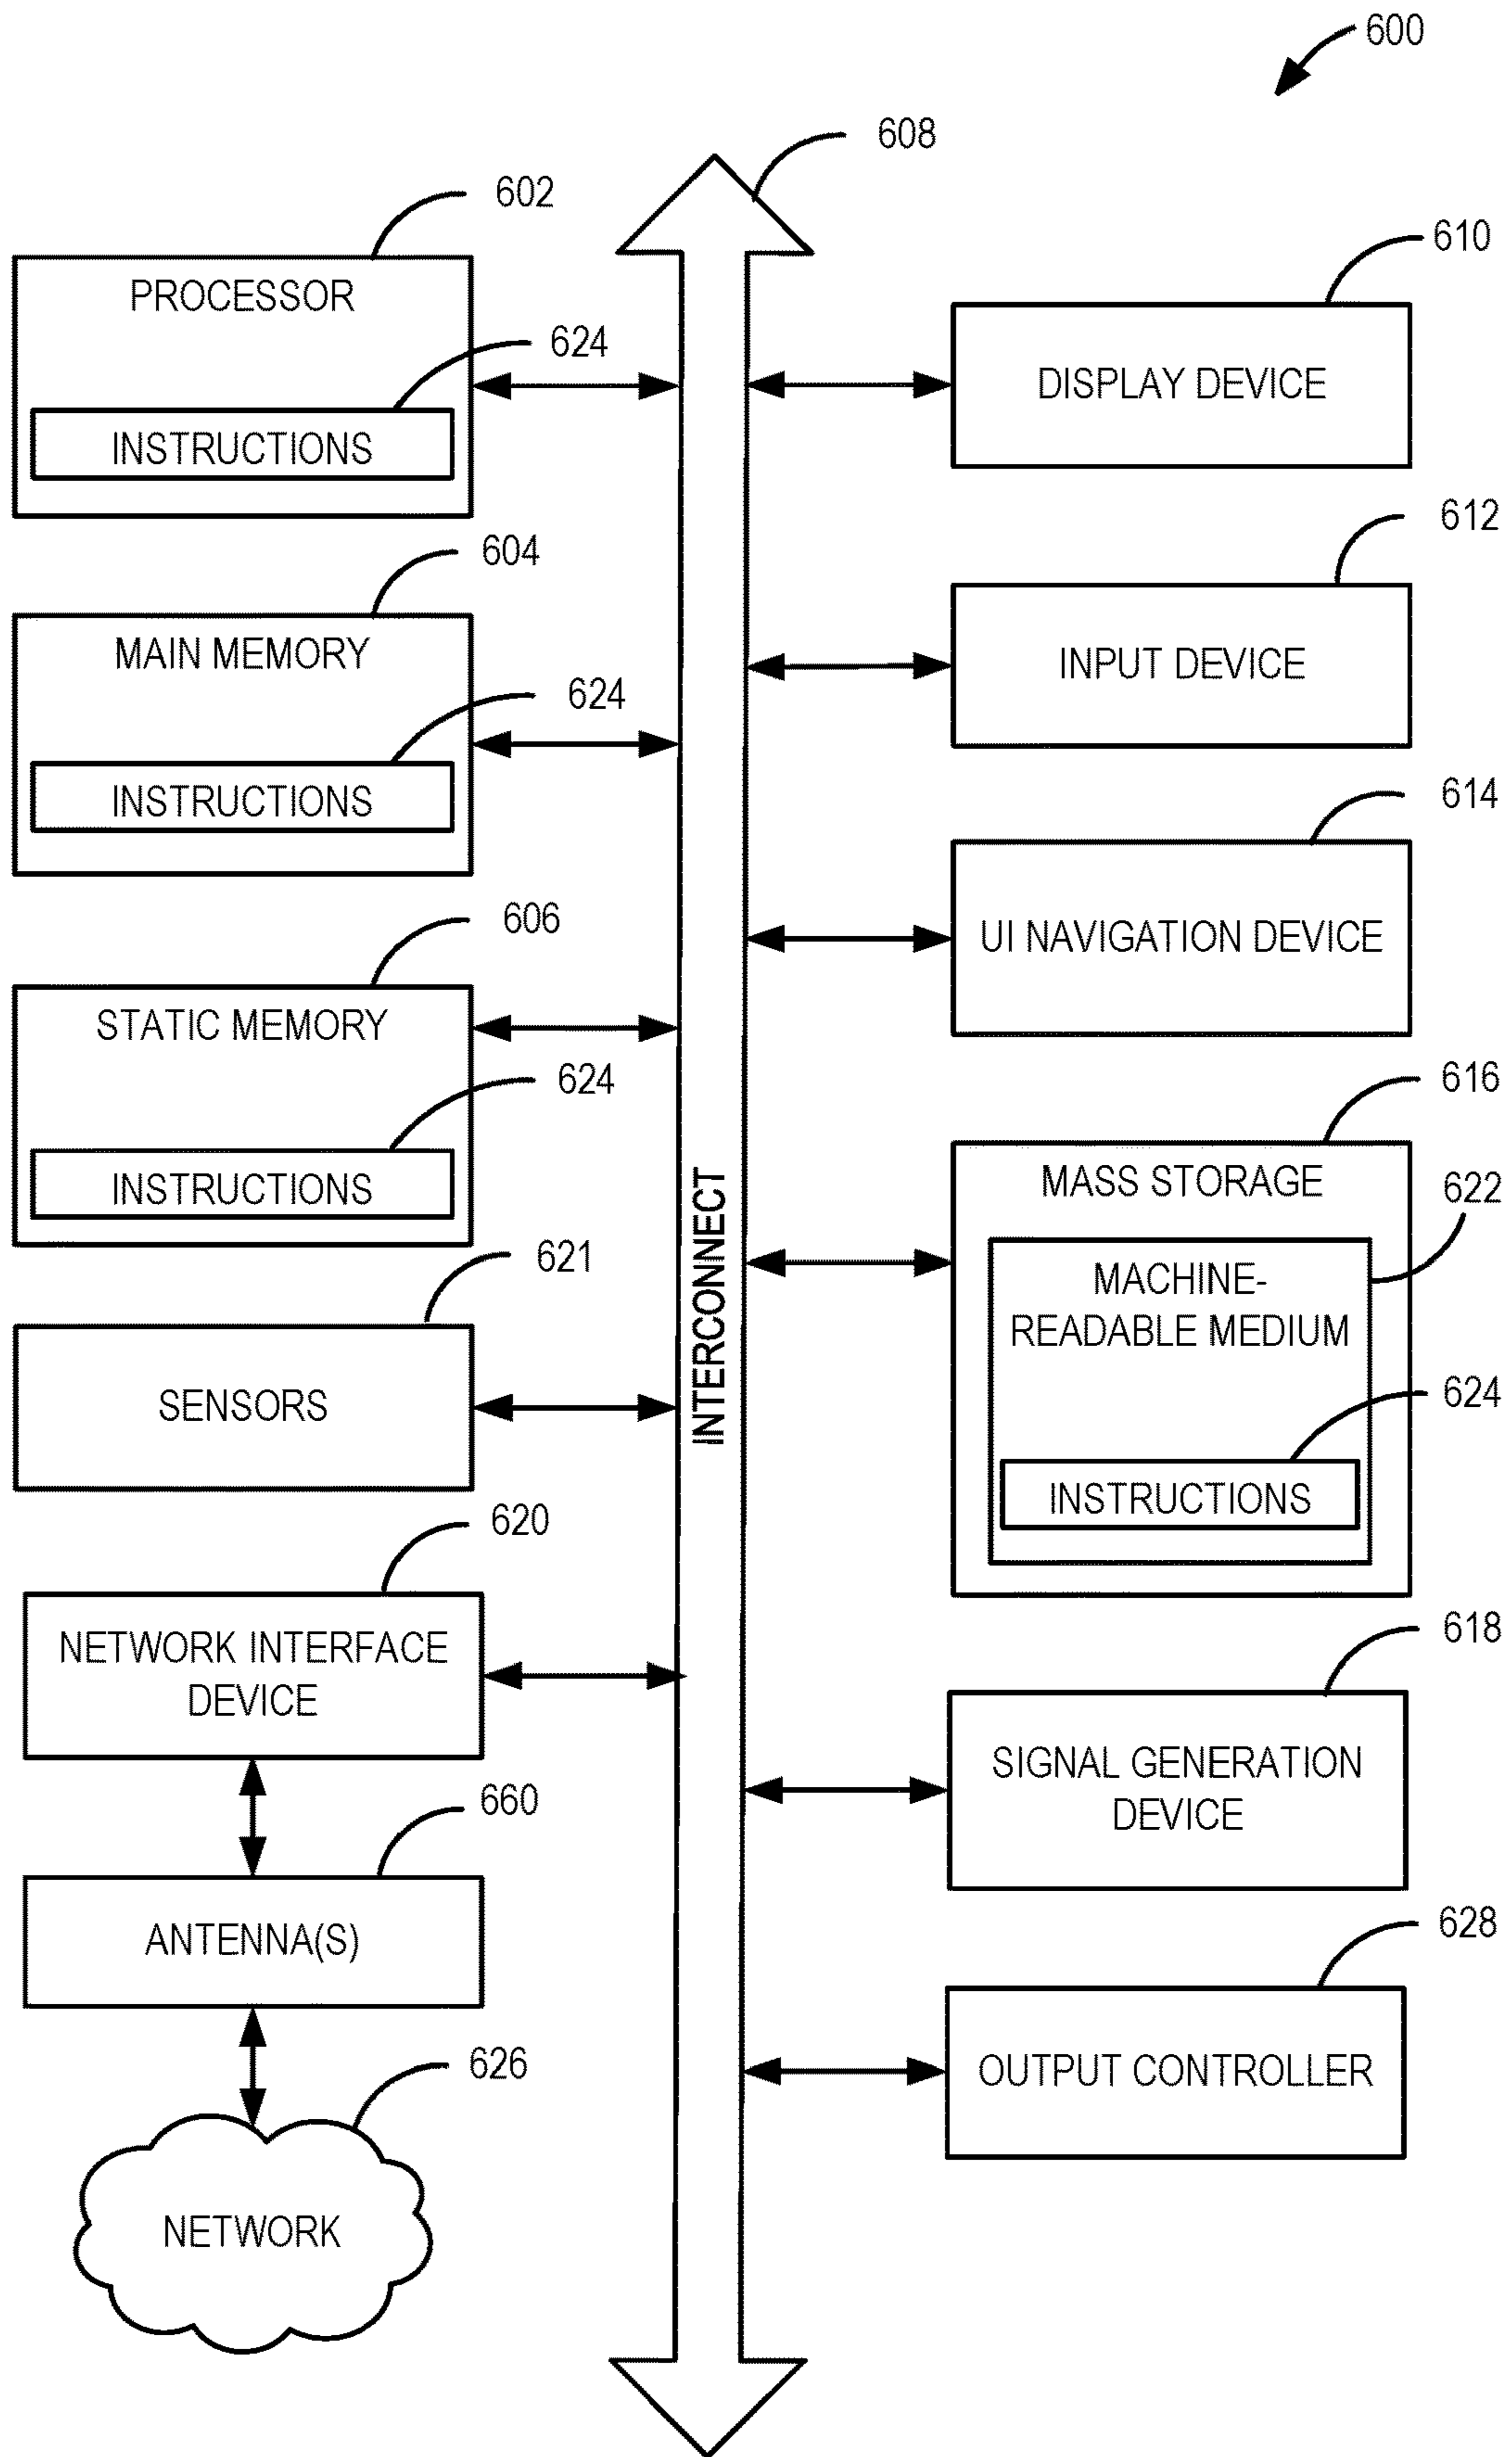 600
608
602
PROCESSOR
624
INSTRUCTIONS
604
MAIN MEMORY
624
INSTRUCTIONS
606
STATIC MEMORY
624
INSTRUCTIONS
621
SENSORS
620
NETWORK INTERFACE
DEVICE
660
ANTENNA(S)
626
NETWORK
INTERCONNECT
610
DISPLAY DEVICE
612
INPUT DEVICE
614
UI NAVIGATION DEVICE
616
MASS STORAGE
622
MACHINE-
READABLE MEDIUM
624
INSTRUCTIONS
618
SIGNAL GENERATION
DEVICE
628
OUTPUT CONTROLLER